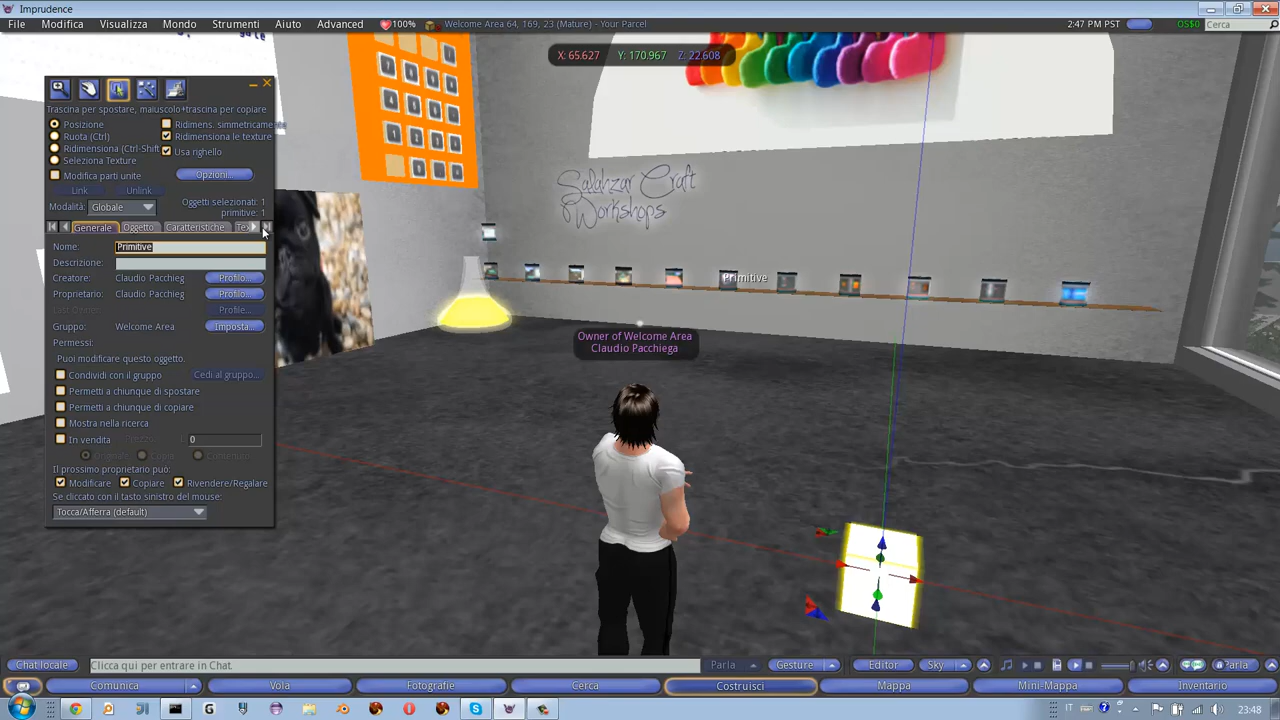 Imprudence
File Modifica Visualizza Mondo Strumenti Aiuto Advanced 100% Welcome Area 64, 169, 23 (Mature) - Your Parcel 2:47 PM PST OS$0 Cerca
X: 65.627 Y: 170.967 Z: 22.608
Trascina per spostare, maiuscolo+trascina per copiare
Posizione Ridimens. simmetricamente
Ruota (Ctrl) Ridimensiona le texture
Ridimensiona (Ctrl-Shift Usa righello
Seleziona Texture
Modifica parti unite Opzioni...
Link Unlink
Modalità: Globale Oggetti selezionati: 1
primitive: 1
Generale Oggetto Caratteristiche Tex
Nome: Primitive
Descrizione:
Creatore: Claudio Pacchieg Profilo...
Proprietario: Claudio Pacchieg Profilo...
Profile...
Gruppo: Welcome Area Imposta...
Permessi:
Puoi modificare questo oggetto.
Condividi con il gruppo Cedi al gruppo...
Permetti a chiunque di spostare
Permetti a chiunque di copiare
Mostra nella ricerca
In vendita 0
Il prossimo proprietario può:
Modificare Copiare Rivendere/Regalare
Se cliccato con il tasto sinistro del mouse:
Tocca/Afferra (default)
Salahzar Craft
Workshops
Primitive
Owner of Welcome Area
Claudio Pacchiega
Chat locale Clicca qui per entrare in Chat. Parla Gesture Editor Sky Parla
Comunica Vola Fotografie Cerca Costruisci Mappa Mini-Mappa Inventario
IT 23:48